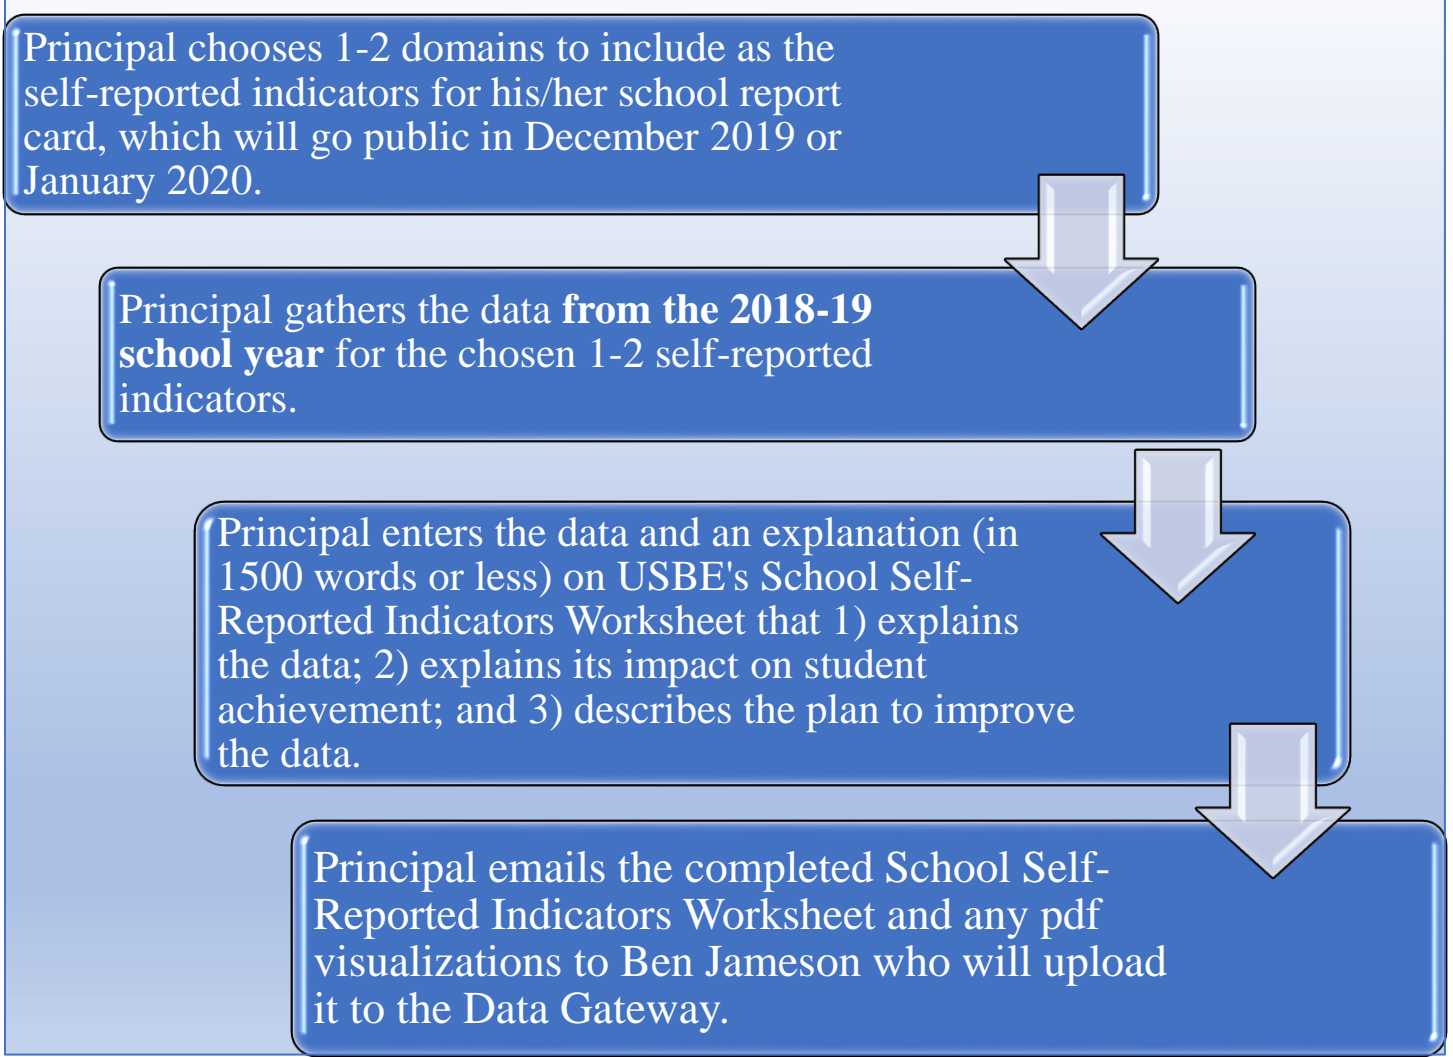 Principal chooses 1-2 domains to include as the
self-reported indicators for his/her school report
card, which will go public in December 2019 or
January 2020.
Principal gathers the data from the 2018-19
school year for the chosen 1-2 self-reported
indicators.
Principal enters the data and an explanation (in
1500 words or less) on USBE's School Self-
Reported Indicators Worksheet that 1) explains
the data; 2) explains its impact on student
achievement; and 3) describes the plan to improve
the data.
Principal emails the completed School Self-
Reported Indicators Worksheet and any pdf
visualizations to Ben Jameson who will upload
it to the Data Gateway.